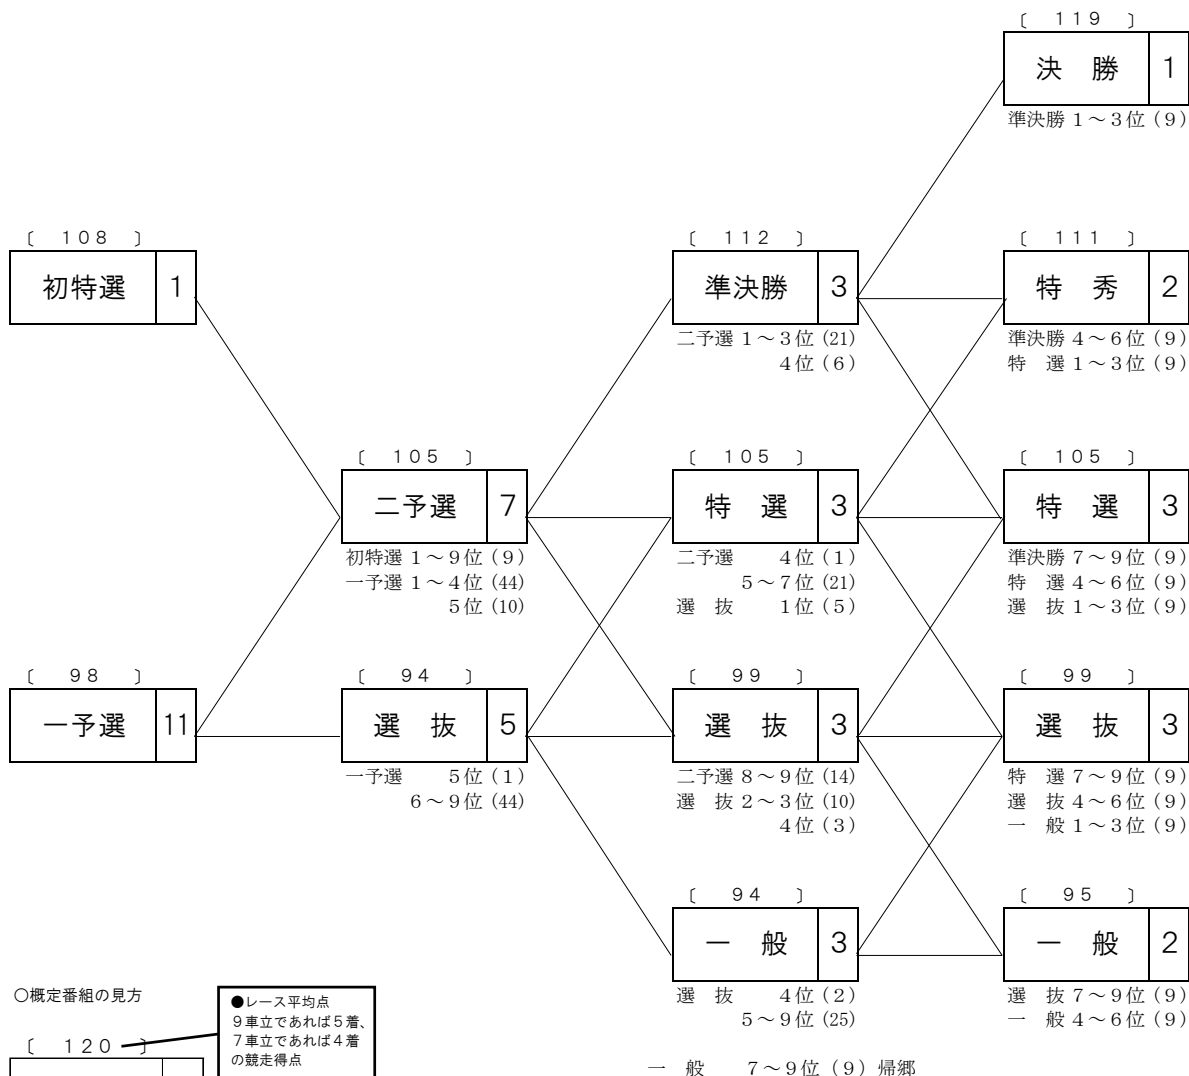 〔 119 〕
決 勝 1
準決勝 1～3位 (9)
〔 108 〕
初特選 1
〔 112 〕
準決勝 3
二予選 1～3位 (21)
4位 (6)
〔 111 〕
特 秀 2
準決勝 4～6位 (9)
特 選 1～3位 (9)
〔 105 〕
二予選 7
初特選 1～9位 (9)
一予選 1～4位 (44)
5位 (10)
〔 105 〕
特 選 3
二予選 4位 (1)
5～7位 (21)
選 抜 1位 (5)
〔 105 〕
特 選 3
準決勝 7～9位 (9)
特 選 4～6位 (9)
選 抜 1～3位 (9)
〔 98 〕
一予選 11
〔 94 〕
選 抜 5
一予選 5位 (1)
6～9位 (44)
〔 99 〕
選 抜 3
二予選 8～9位 (14)
選 抜 2～3位 (10)
4位 (3)
〔 99 〕
選 抜 3
特 選 7～9位 (9)
選 抜 4～6位 (9)
一 般 1～3位 (9)
〔 94 〕
一 般 3
選 抜 4位 (2)
5～9位 (25)
〔 95 〕
一 般 2
選 抜 7～9位 (9)
一 般 4～6位 (9)
一 般 7～9位 (9) 帰郷
○概定番組の見方
〔 120 〕
●レース平均点
9車立であれば5着、
7車立であれば4着
の競走得点